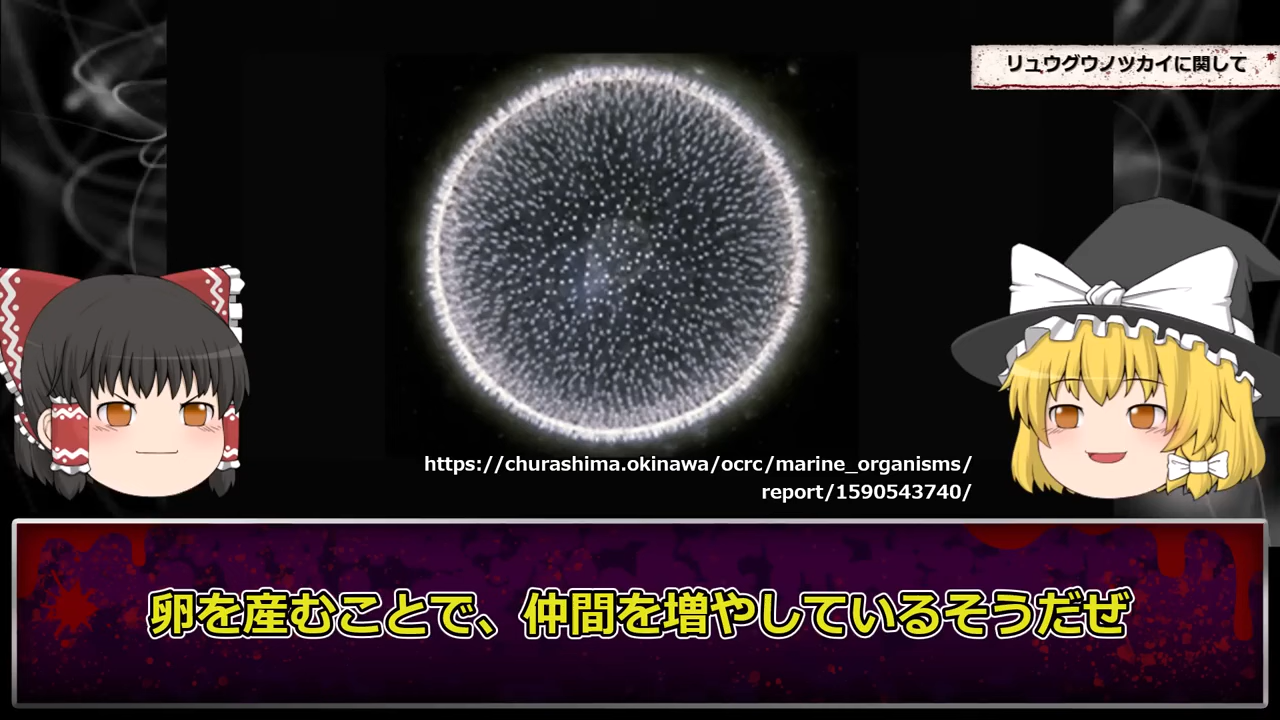 リュウグウノツカイに関して
https://churashima.okinawa/ocrc/marine_organisms/
report/1590543740/
卵を産むことで、仲間を増やしているそうだぜ